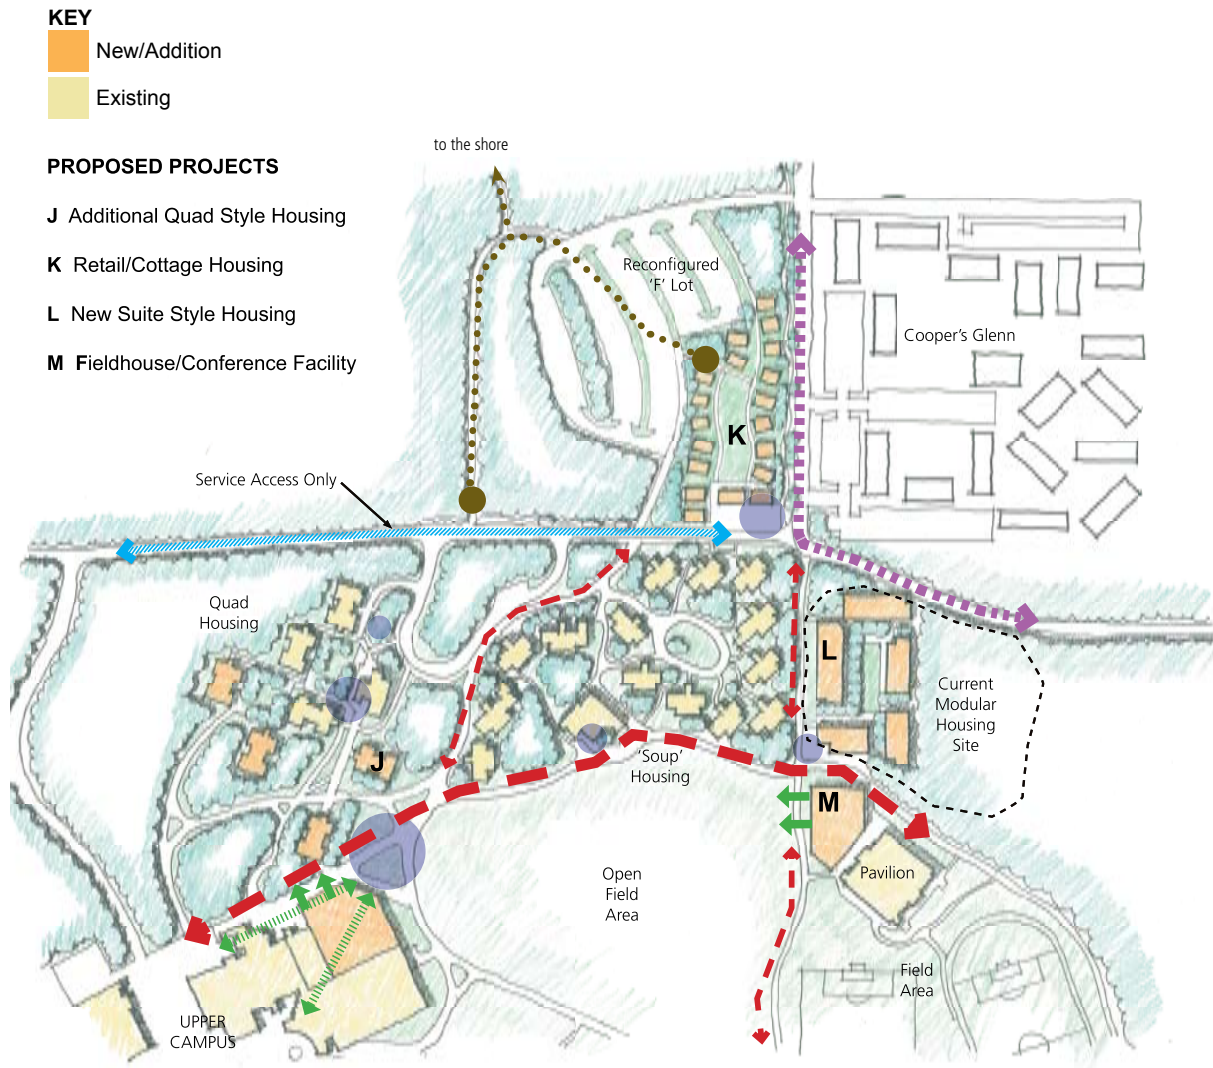 KEY
New/Addition
Existing
PROPOSED PROJECTS
J Additional Quad Style Housing
K Retail/Cottage Housing
L New Suite Style Housing
M Fieldhouse/Conference Facility
to the shore
Reconfigured
'F' Lot
Cooper's Glenn
K
Service Access Only
Quad
Housing
L
Current
Modular
Housing
Site
J
'Soup'
Housing
M
Pavilion
Open
Field
Area
Field
Area
UPPER
CAMPUS